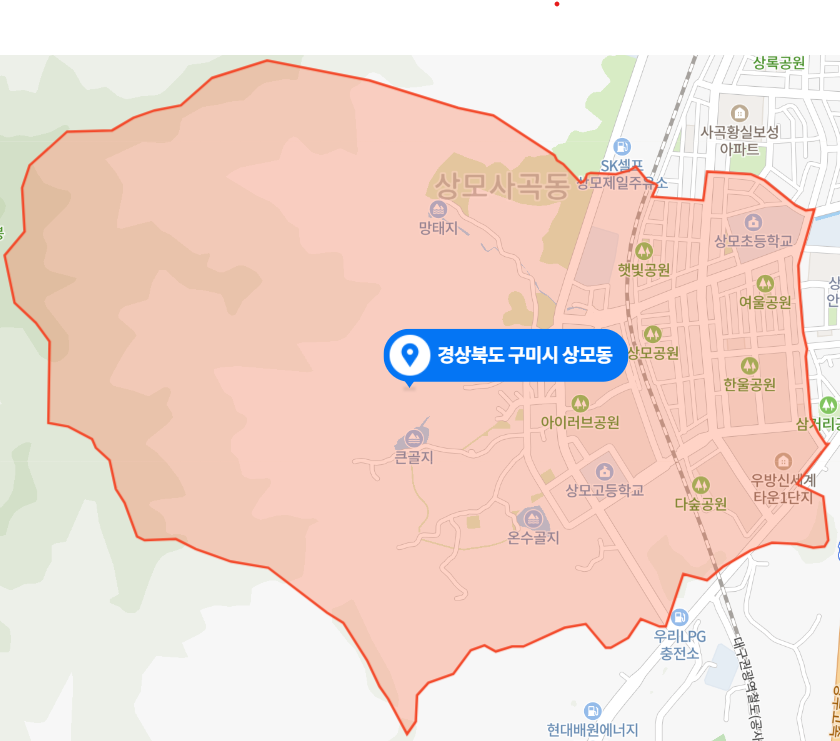 상록공원
사곡황실보성
아파트
SK셀프
상모제일주유소
상모사곡동
망태지
상모초등학교
햇빛공원
여울공원
상모공원
경상북도 구미시 상모동
한울공원
아이러브공원
삼거리공
큰골지
우방신세계
타운1단지
상모고등학교
다숲공원
온수골지
우리LPG
충전소
대구권광역철도(공사
현대배원에너지